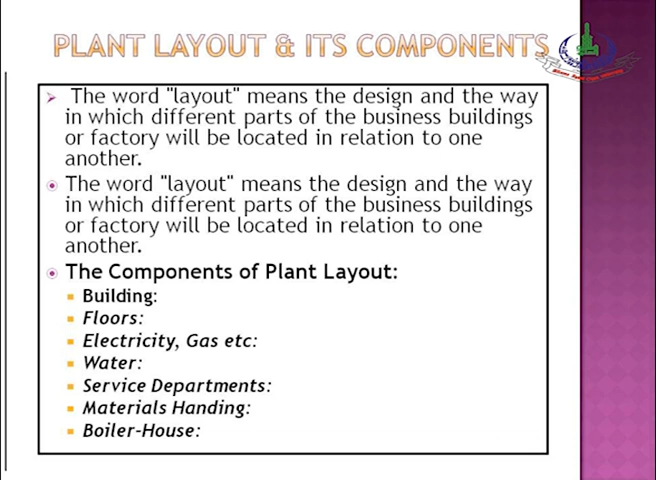 PLANT LAYOUT & ITS COMPONENTS
The word "layout" means the design and the way
in which different parts of the business buildings
or factory will be located in relation to one
another.
The word "layout" means the design and the way
in which different parts of the business buildings
or factory will be located in relation to one
another.
The Components of Plant Layout:
Building:
Floors:
Electricity, Gas etc:
Water:
Service Departments:
Materials Handing:
Boiler-House: